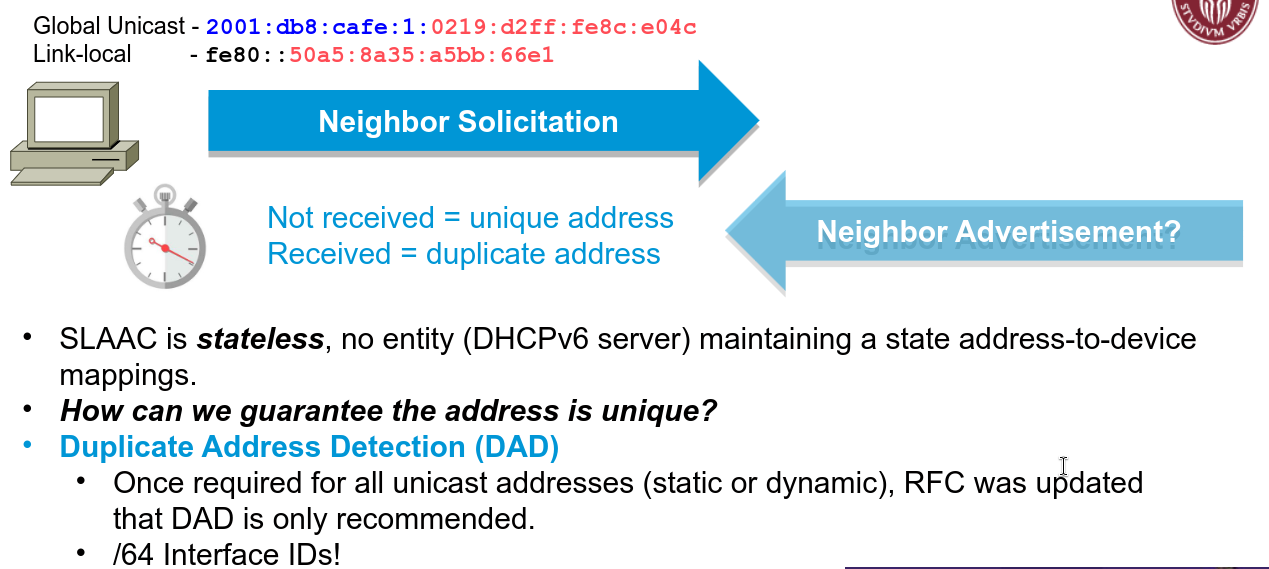 Global Unicast - 2001:db8:cafe:1:0219:d2ff:fe8c:e04c
Link-local - fe80::50a5:8a35:a5bb:66e1
Neighbor Solicitation
Not received = unique address
Received = duplicate address
Neighbor Advertisement?
• SLAAC is stateless, no entity (DHCPv6 server) maintaining a state address-to-device
mappings.
• How can we guarantee the address is unique?
• Duplicate Address Detection (DAD)
• Once required for all unicast addresses (static or dynamic), RFC was updated
that DAD is only recommended.
• /64 Interface IDs!
STVDIVM VRBIS